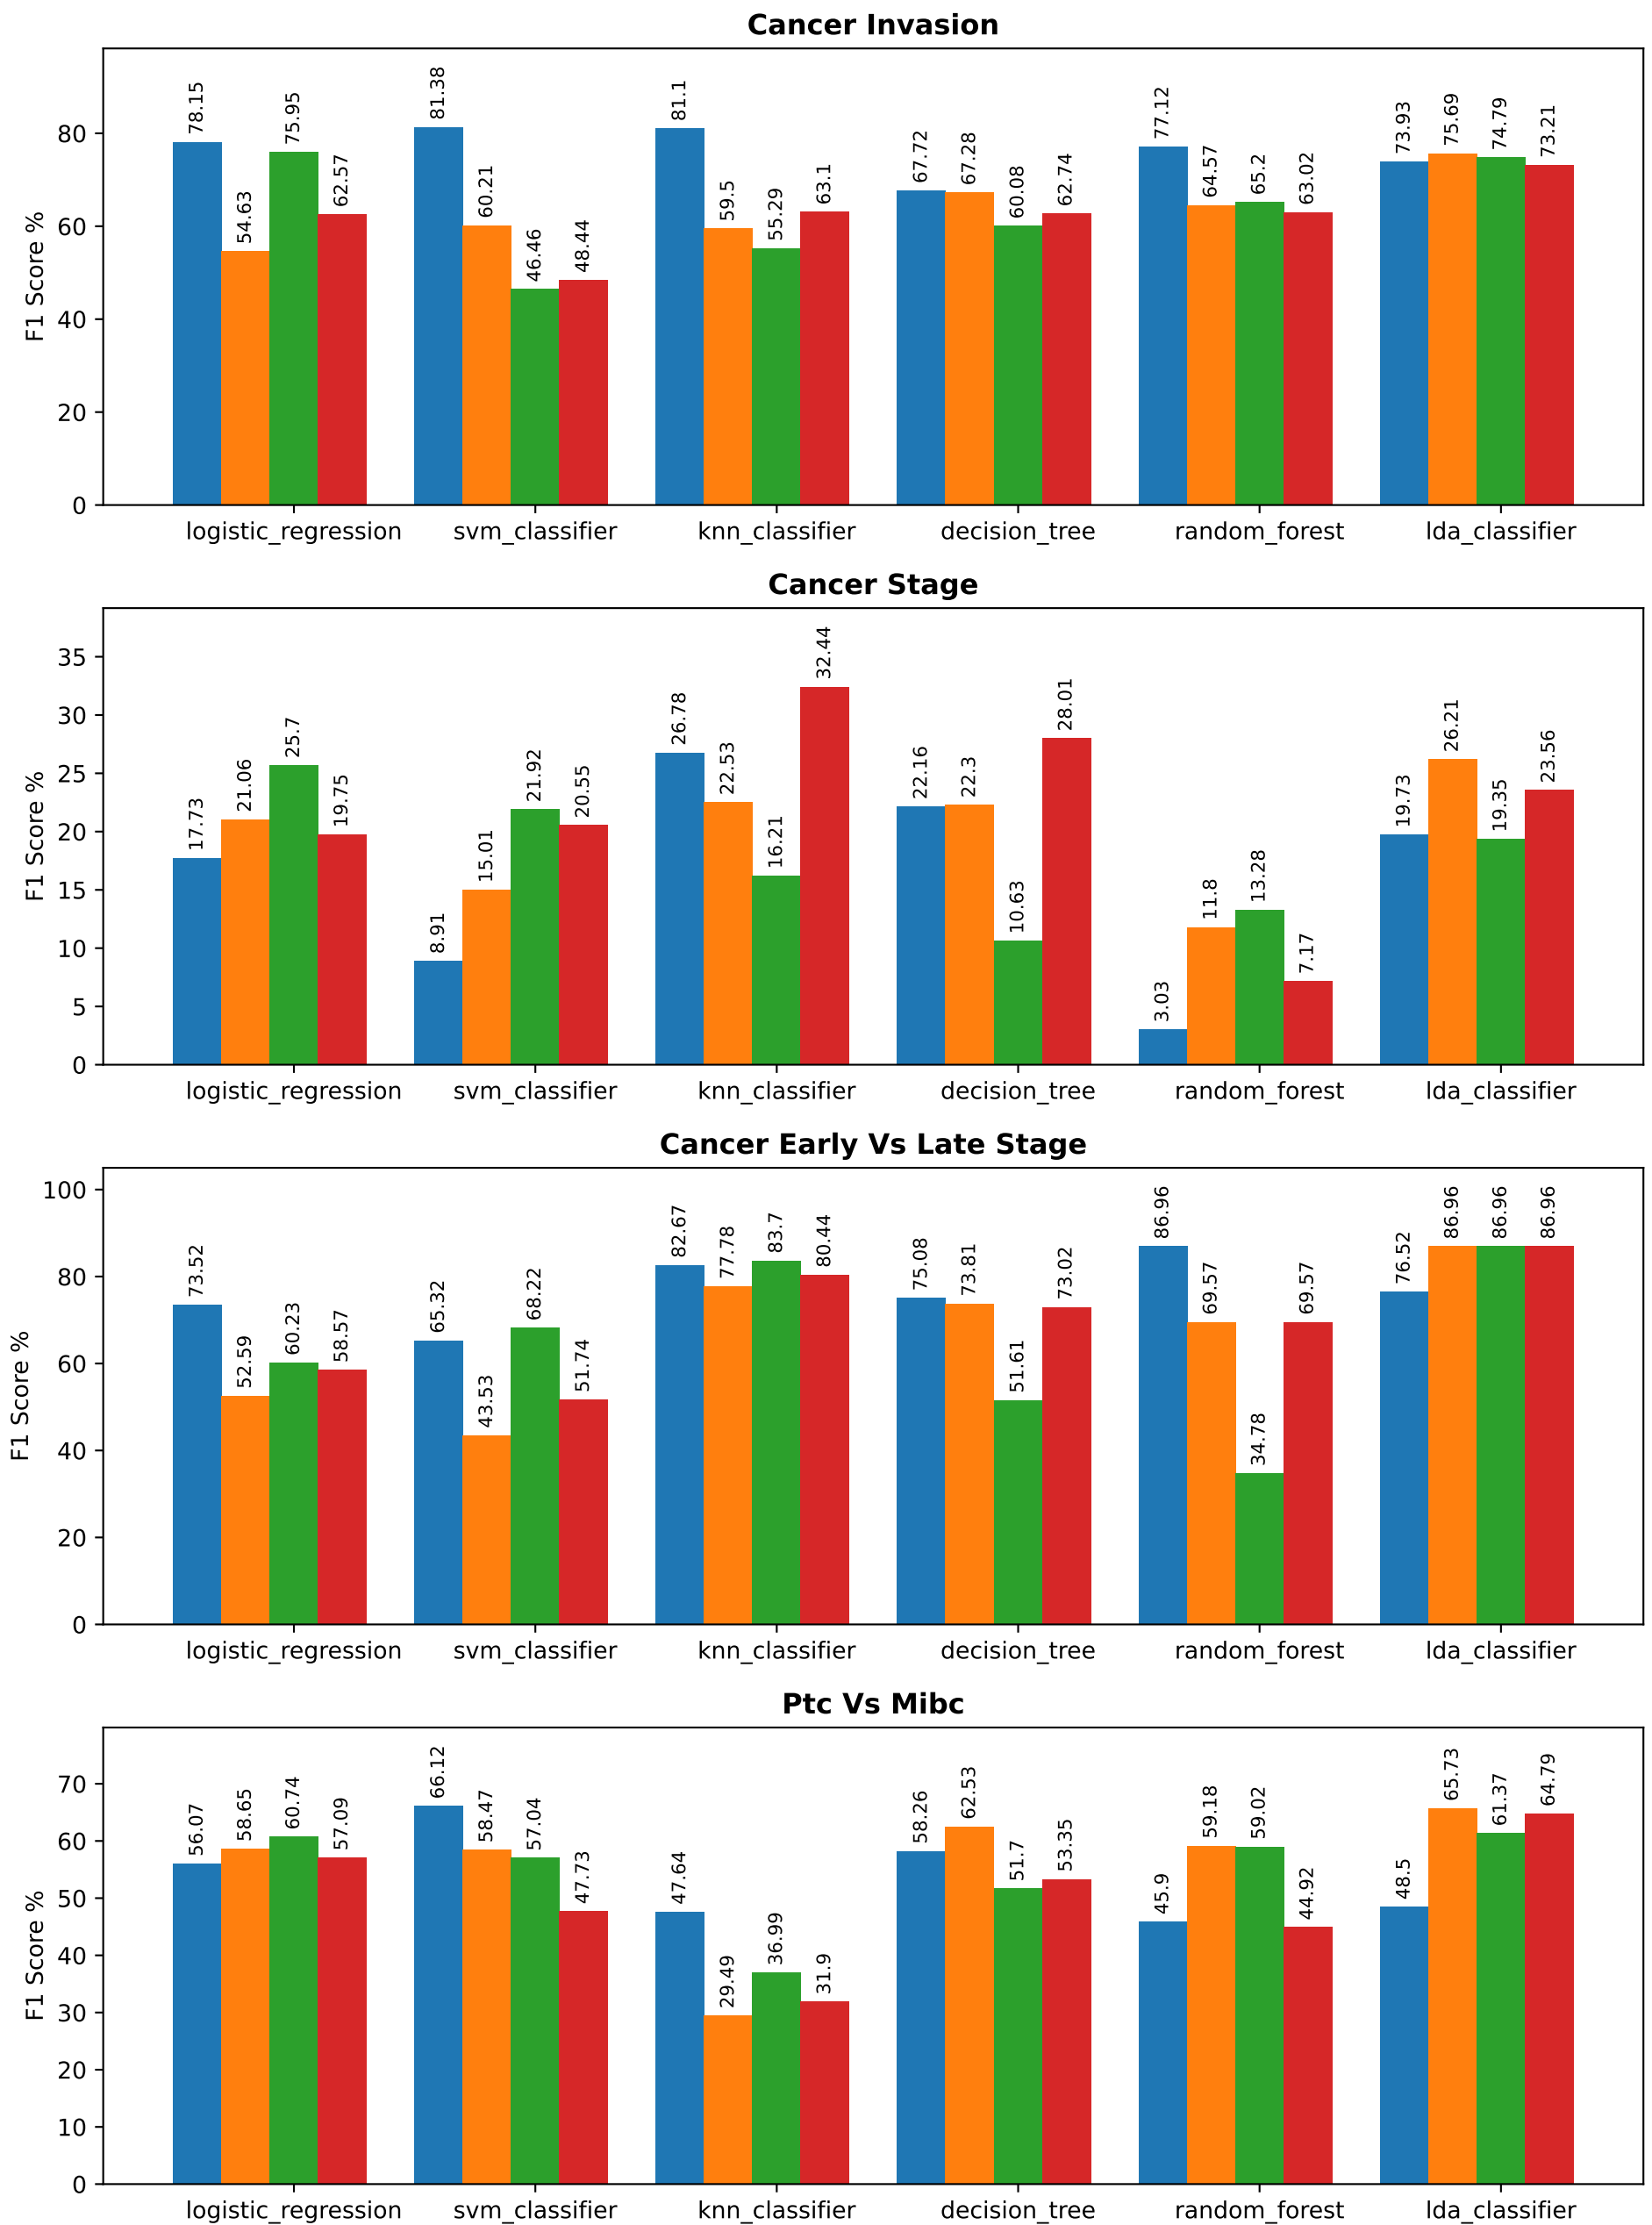 Cancer Invasion
F1 Score %
80
60
40
20
0
78.15 54.63 75.95 62.57 81.38 60.21 46.46 48.44 81.1 59.5 55.29 63.1 67.72 67.28 60.08 62.74 77.12 64.57 65.2 63.02 73.93 75.69 74.79 73.21
logistic_regression svm_classifier knn_classifier decision_tree random_forest lda_classifier
Cancer Stage
F1 Score %
35
30
25
20
15
10
5
0
17.73 21.06 25.7 19.75 8.91 15.01 21.92 20.55 26.78 22.53 16.21 32.44 22.16 22.3 10.63 28.01 3.03 11.8 13.28 7.17 19.73 26.21 19.35 23.56
logistic_regression svm_classifier knn_classifier decision_tree random_forest lda_classifier
Cancer Early Vs Late Stage
F1 Score %
100
80
60
40
20
0
73.52 52.59 60.23 58.57 65.32 43.53 68.22 51.74 82.67 77.78 83.7 80.44 75.08 73.81 51.61 73.02 86.96 69.57 34.78 69.57 76.52 86.96 86.96 86.96
logistic_regression svm_classifier knn_classifier decision_tree random_forest lda_classifier
Ptc Vs Mibc
F1 Score %
70
60
50
40
30
20
10
0
56.07 58.65 60.74 57.09 66.12 58.47 57.04 47.73 47.64 29.49 36.99 31.9 58.26 62.53 51.7 53.35 45.9 59.18 59.02 44.92 48.5 65.73 61.37 64.79
logistic_regression svm_classifier knn_classifier decision_tree random_forest lda_classifier